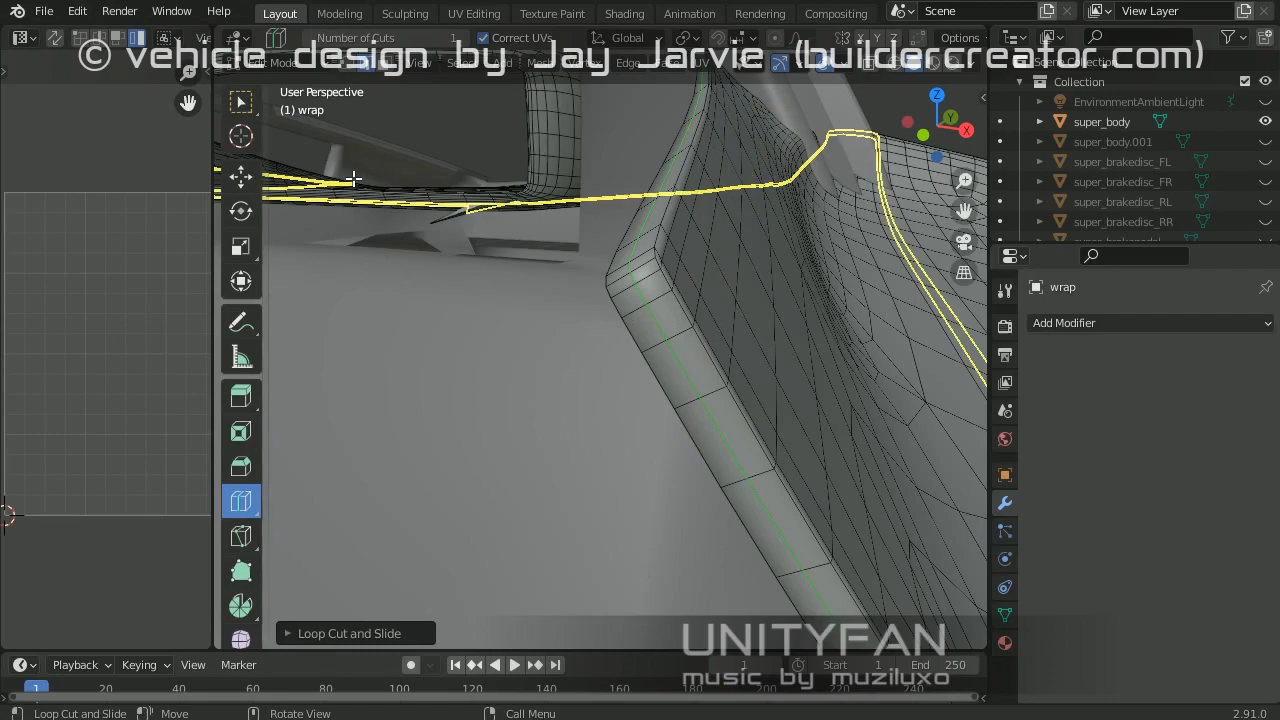 File Edit Render Window Help Layout Modeling Sculpting UV Editing Texture Paint Shading Animation Rendering Compositing Scene View Layer
Number of Cuts 1 Correct UVs Global Options
© vehicle design by Jay Jarvie (buildercreator.com)
User Perspective
(1) wrap
Collection
EnvironmentAmbientLight
super_body
super_body.001
super_brakedisc_FL
super_brakedisc_FR
super_brakedisc_RL
super_brakedisc_RR
wrap
Add Modifier
Loop Cut and Slide
UNITYFAN
music by muziluxo
Playback Keying View Marker 1 Start 1 End 250
1 20 40 60 80 100 120 140 160 180 200 220 240
Loop Cut and Slide Move Rotate View Call Menu 2.91.0